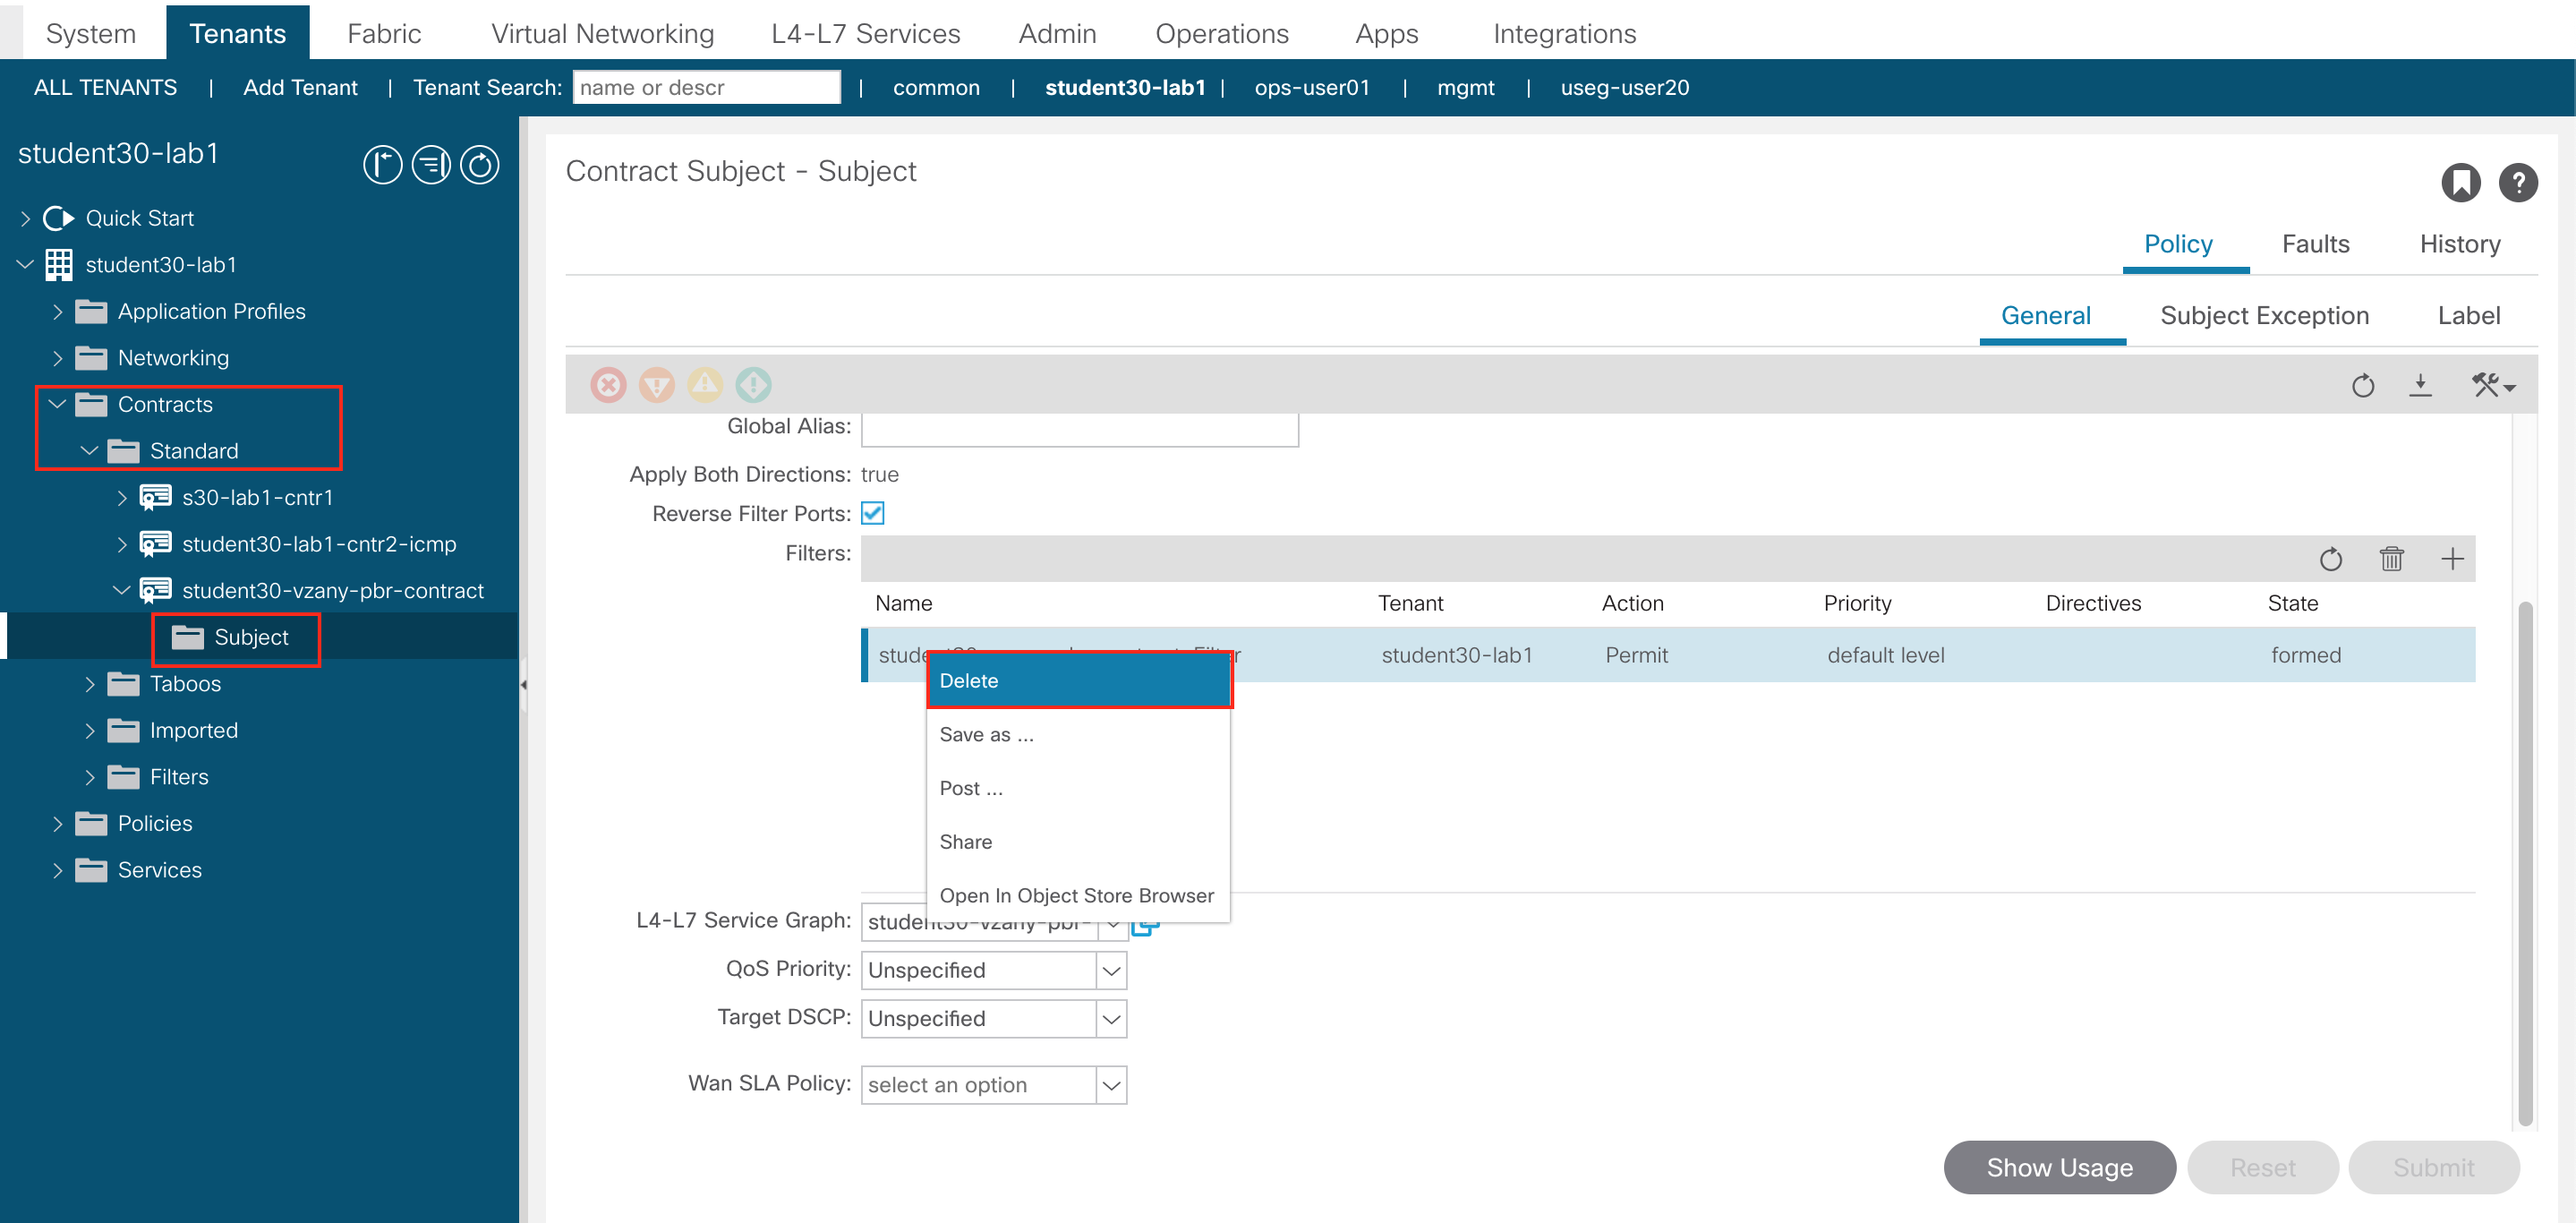 System Tenants Fabric Virtual Networking L4-L7 Services Admin Operations Apps Integrations
ALL TENANTS | Add Tenant | Tenant Search: name or descr | common | student30-lab1 | ops-user01 | mgmt | useg-user20
student30-lab1
Quick Start
student30-lab1
Application Profiles
Networking
Contracts
Standard
s30-lab1-cntr1
student30-lab1-cntr2-icmp
student30-vzany-pbr-contract
Subject
Taboos
Imported
Filters
Policies
Services
Contract Subject - Subject
Policy Faults History
General Subject Exception Label
Global Alias:
Apply Both Directions: true
Reverse Filter Ports:
Filters:
Name Tenant Action Priority Directives State
student30-lab1 Permit default level formed
Delete
Save as ...
Post ...
Share
Open In Object Store Browser
L4-L7 Service Graph: student30-vzany-pbr-
QoS Priority: Unspecified
Target DSCP: Unspecified
Wan SLA Policy: select an option
Show Usage Reset Submit